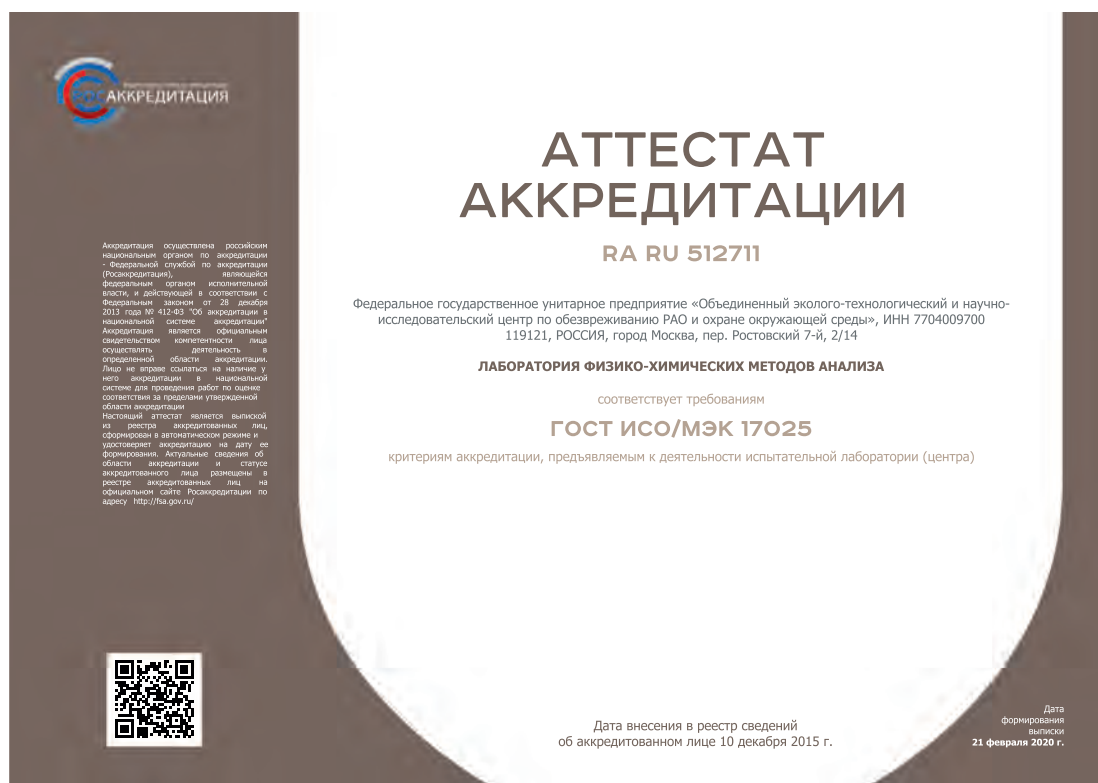 АККРЕДИТАЦИЯ
АТТЕСТАТ
АККРЕДИТАЦИИ
RA RU 512711
Федеральное государственное унитарное предприятие «Объединенный эколого-технологический и научно-
исследовательский центр по обезвреживанию РАО и охране окружающей среды», ИНН 7704009700
119121, РОССИЯ, город Москва, пер. Ростовский 7-й, 2/14
ЛАБОРАТОРИЯ ФИЗИКО-ХИМИЧЕСКИХ МЕТОДОВ АНАЛИЗА
соответствует требованиям
ГОСТ ИСО/МЭК 17025
критериям аккредитации, предъявляемым к деятельности испытательной лаборатории (центра)
Аккредитация осуществлена российским
национальным органом по аккредитации
- Федеральной службой по аккредитации
(Росаккредитация), являющейся
федеральным органом исполнительной
власти, и действующей в соответствии с
Федеральным законом от 28 декабря
2013 года № 412-ФЗ "Об аккредитации в
национальной системе аккредитации"
Аккредитация является официальным
свидетельством компетентности лица
осуществлять деятельность в
определенной области аккредитации.
Лицо не вправе ссылаться на наличие у
него аккредитации в национальной
системе для проведения работ по оценке
соответствия за пределами утвержденной
области аккредитации
Настоящий аттестат является выпиской
из реестра аккредитованных лиц,
сформирован в автоматическом режиме и
удостоверяет аккредитацию на дату ее
формирования. Актуальные сведения об
области аккредитации и статусе
аккредитованного лица размещены в
реестре аккредитованных лиц на
официальном сайте Росаккредитации по
адресу http://fsa.gov.ru/
Дата внесения в реестр сведений
об аккредитованном лице 10 декабря 2015 г.
Дата
формирования
выписки
21 февраля 2020 г.